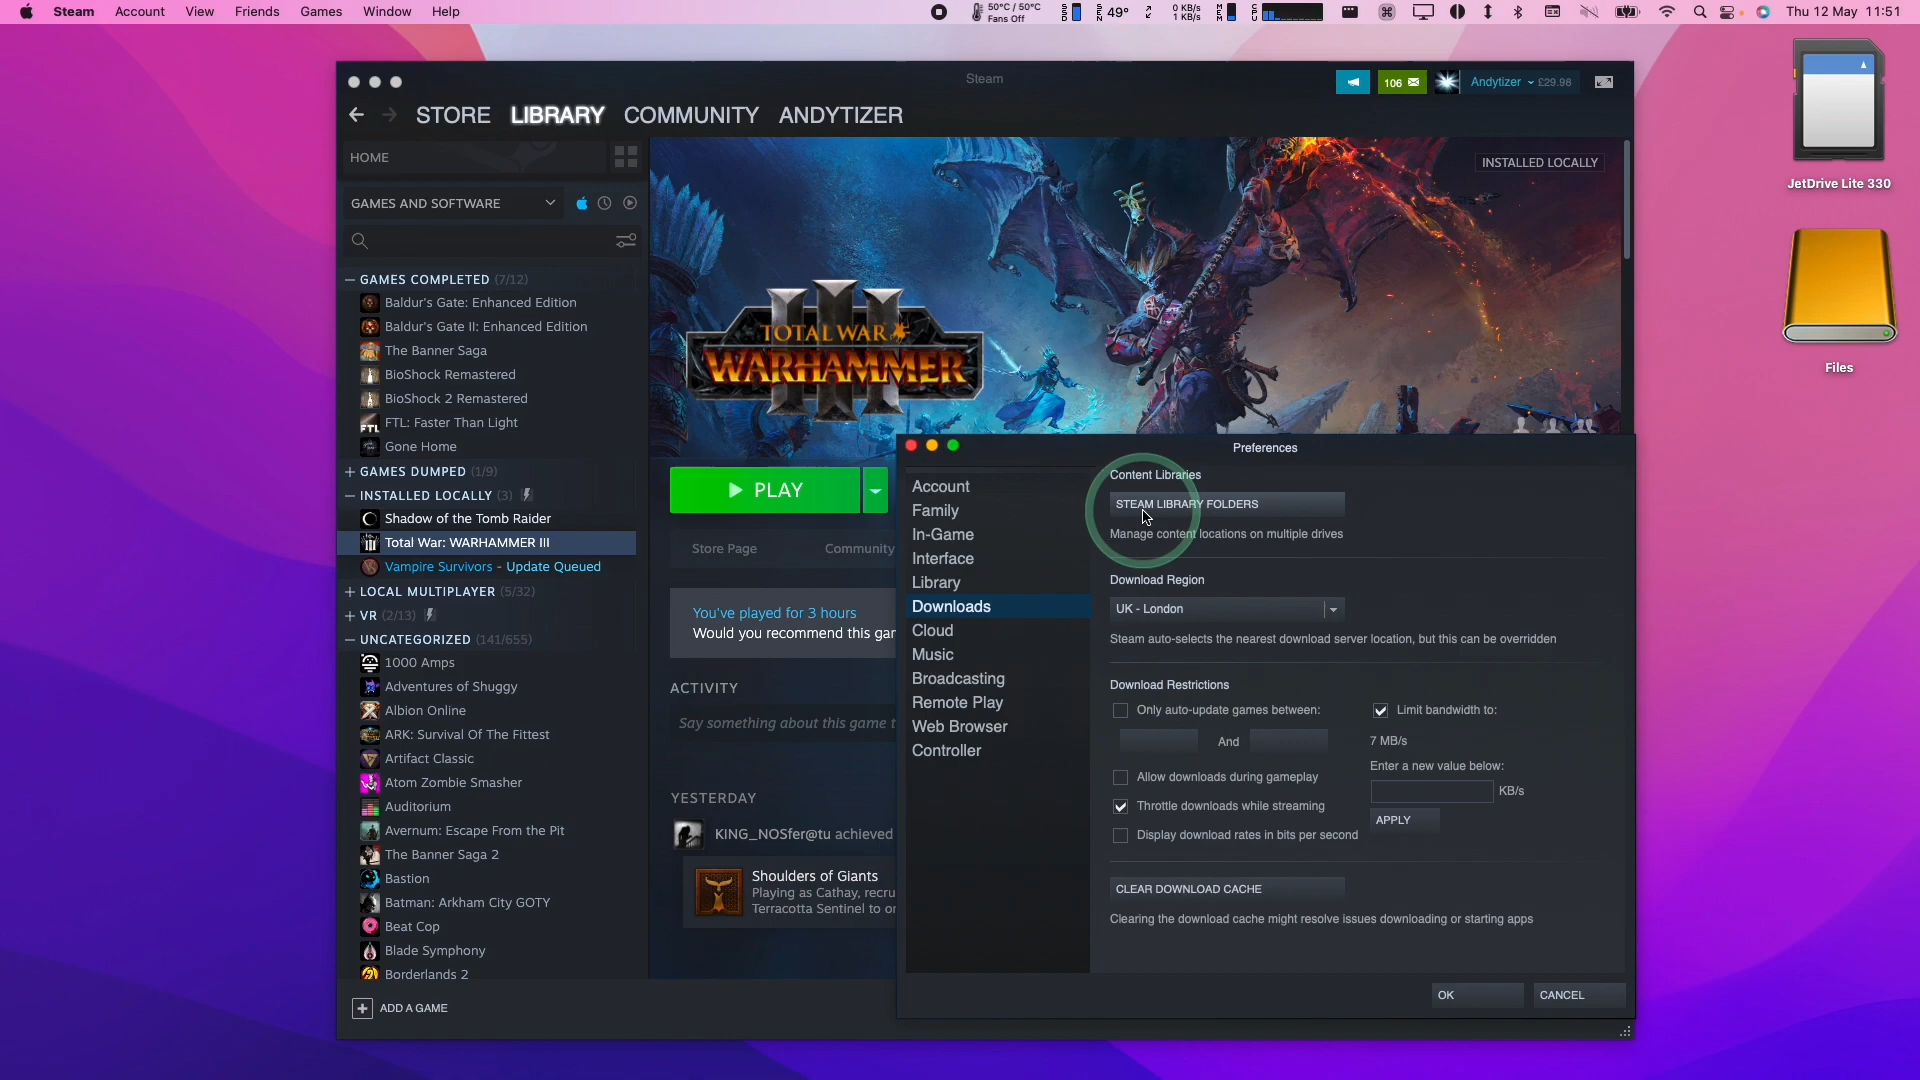 Steam Account View Friends Games Window Help
50°C / 50°C
Fans Off
SSD
49°
0 KB/s
1 KB/s
MEM
CPU
Thu 12 May 11:51
Steam
106
Andytizer £29.98
STORE LIBRARY COMMUNITY ANDYTIZER
HOME
INSTALLED LOCALLY
GAMES AND SOFTWARE
GAMES COMPLETED (7/12)
Baldur's Gate: Enhanced Edition
Baldur's Gate II: Enhanced Edition
The Banner Saga
BioShock Remastered
BioShock 2 Remastered
FTL
FTL: Faster Than Light
Gone Home
GAMES DUMPED (1/9)
INSTALLED LOCALLY (3)
Shadow of the Tomb Raider
Total War: WARHAMMER III
Vampire Survivors - Update Queued
LOCAL MULTIPLAYER (5/32)
VR (2/13)
UNCATEGORIZED (141/655)
1000 Amps
Adventures of Shuggy
Albion Online
ARK: Survival Of The Fittest
Artifact Classic
Atom Zombie Smasher
Auditorium
Avernum: Escape From the Pit
The Banner Saga 2
Bastion
Batman: Arkham City GOTY
Beat Cop
Blade Symphony
Borderlands 2
ADD A GAME
TOTAL WAR
WARHAMMER
III
PLAY
Store Page Community
You've played for 3 hours
Would you recommend this gam
ACTIVITY
Say something about this game t
YESTERDAY
KING_NOSfer@tu achieved
Shoulders of Giants
Playing as Cathay, recru
Terracotta Sentinel to or
Preferences
Account
Family
In-Game
Interface
Library
Downloads
Cloud
Music
Broadcasting
Remote Play
Web Browser
Controller
Content Libraries
STEAM LIBRARY FOLDERS
Manage content locations on multiple drives
Download Region
UK - London
Steam auto-selects the nearest download server location, but this can be overridden
Download Restrictions
Only auto-update games between:
And
Allow downloads during gameplay
Throttle downloads while streaming
Display download rates in bits per second
Limit bandwidth to:
7 MB/s
Enter a new value below:
KB/s
APPLY
CLEAR DOWNLOAD CACHE
Clearing the download cache might resolve issues downloading or starting apps
OK CANCEL
JetDrive Lite 330
Files